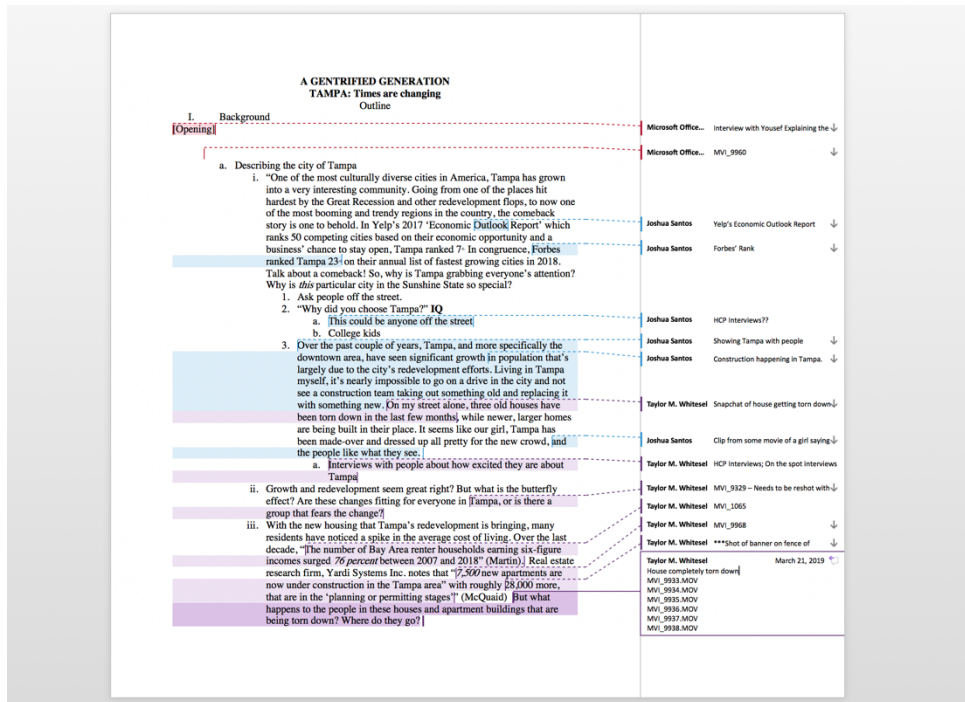 A GENTRIFIED GENERATION
TAMPA: Times are changing
Outline
I. Background
[Opening]
a. Describing the city of Tampa
i. “One of the most culturally diverse cities in America, Tampa has grown
into a very interesting community. Going from one of the places hit
hardest by the Great Recession and other redevelopment flops, to now one
of the most booming and trendy regions in the country, the comeback
story is one to behold. In Yelp’s 2017 ‘Economic Outlook Report’ which
ranks 50 competing cities based on their economic opportunity and a
business’ chance to stay open, Tampa ranked 7. In congruence, Forbes
ranked Tampa 23 on their annual list of fastest growing cities in 2018.
Talk about a comeback! So, why is Tampa grabbing everyone’s attention?
Why is this particular city in the Sunshine State so special?
1. Ask people off the street.
2. “Why did you choose Tampa?” IQ
a. This could be anyone off the street
b. College kids
3. Over the past couple of years, Tampa, and more specifically the
downtown area, have seen significant growth in population that’s
largely due to the city’s redevelopment efforts. Living in Tampa
myself, it’s nearly impossible to go on a drive in the city and not
see a construction team taking out something old and replacing it
with something new. On my street alone, three old houses have
been torn down in the last few months, while newer, larger homes
are being built in their place. It seems like our girl, Tampa has
been made-over and dressed up all pretty for the new crowd, and
the people like what they see.
a. Interviews with people about how excited they are about
Tampa
ii. Growth and redevelopment seem great right? But what is the butterfly
effect? Are these changes fitting for everyone in Tampa, or is there a
group that fears the change?
iii. With the new housing that Tampa’s redevelopment is bringing, many
residents have noticed a spike in the average cost of living. Over the last
decade, “The number of Bay Area renter households earning six-figure
incomes surged 76 percent between 2007 and 2018” (Martin). Real estate
research firm, Yardi Systems Inc. notes that “7,500 new apartments are
now under construction in the Tampa area” with roughly 28,000 more,
that are in the ‘planning or permitting stages’” (McQuaid) But what
happens to the people in these houses and apartment buildings that are
being torn down? Where do they go?
Microsoft Office... Interview with Yousef Explaining the
Microsoft Office... MVI_9960
Joshua Santos Yelp’s Economic Outlook Report
Joshua Santos Forbes’ Rank
Joshua Santos HCP Interviews??
Joshua Santos Showing Tampa with people
Joshua Santos Construction happening in Tampa.
Taylor M. Whitesel Snapchat of house getting torn down
Joshua Santos Clip from some movie of a girl saying
Taylor M. Whitesel HCP Interviews; On the spot interviews
Taylor M. Whitesel MVI_9329 – Needs to be reshot with
Taylor M. Whitesel MVI_1065
Taylor M. Whitesel MVI_9968
Taylor M. Whitesel ***Shot of banner on fence of
Taylor M. Whitesel March 21, 2019
House completely torn down
MVI_9933.MOV
MVI_9934.MOV
MVI_9935.MOV
MVI_9936.MOV
MVI_9937.MOV
MVI_9938.MOV